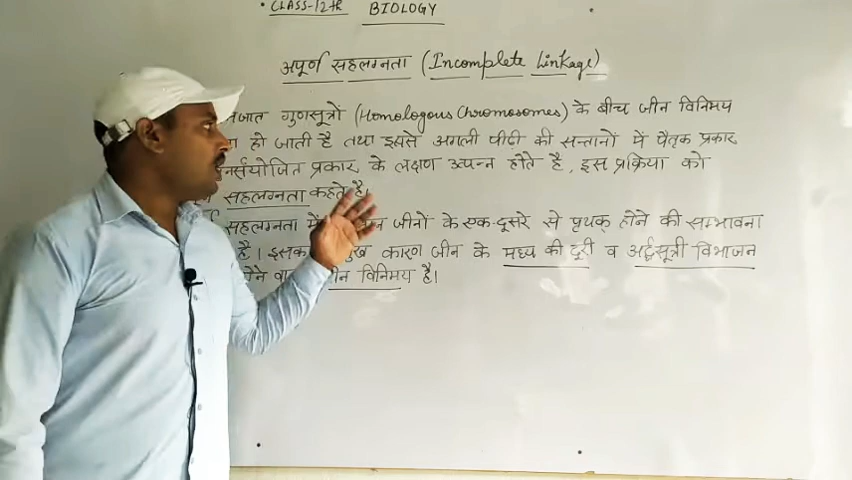 • CLASS-12th BIOLOGY
अपूर्ण सहलग्नता (Incomplete Linkage)
गुणसूत्रों (Homologous Chromosomes) के बीच जीन विनिमय
हो जाती है तथा इससे अगली पीढ़ी की सन्तानों में पैतृक प्रकार
प्रकार के लक्षण उत्पन्न होते है, इस प्रक्रिया को
सहलग्नता कहते है।
सहलग्नता में जीनों के एक दूसरे से पृथक् होने की सम्भावना
है। कारण जीन के मध्य की दूरी व अर्द्धसूत्री विभाजन
विनिमय है।